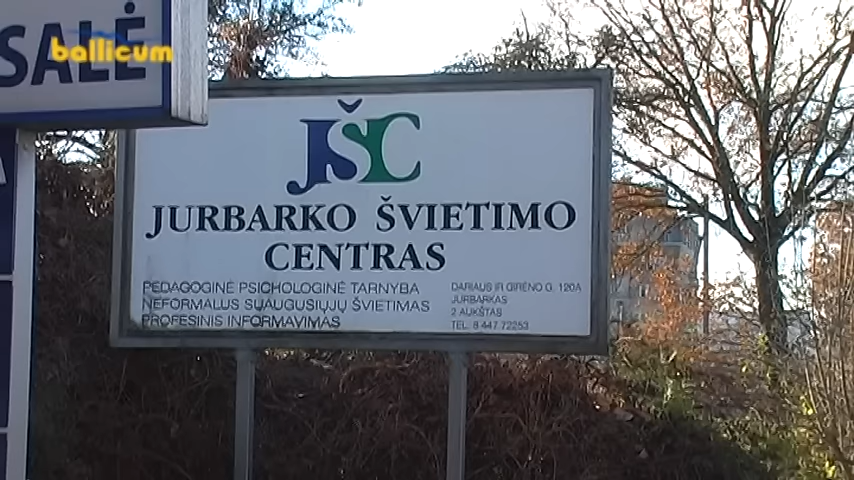 SALĖ
balticum
JŠC
JURBARKO ŠVIETIMO
CENTRAS
PEDAGOGINĖ PSICHOLOGINĖ TARNYBA
NEFORMALUS SUAUGUSIŲJŲ ŠVIETIMAS
PROFESINIS INFORMAVIMAS
DARIAUS IR GIRĖNO G. 120A
JURBARKAS
2 AUKŠTAS
TEL. 8 447 72253